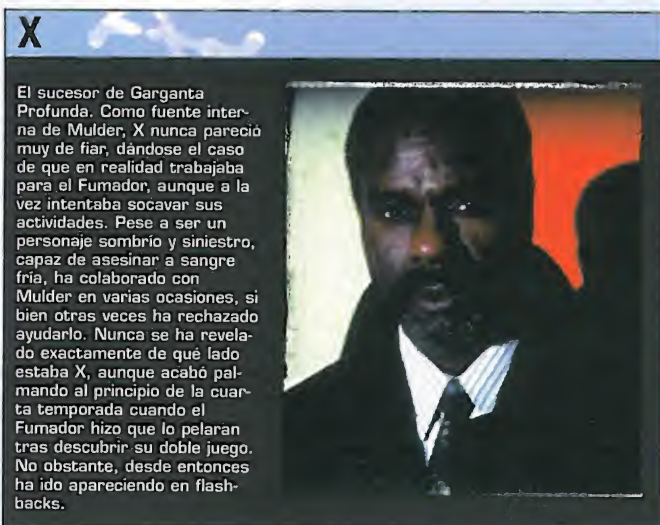 X
El sucesor de Garganta
Profunda. Como fuente inter-
na de Mulder, X nunca pareció
muy de fiar, dándose el caso
de que en realidad trabajaba
para el Fumador, aunque a la
vez intentaba socavar sus
actividades. Pese a ser un
personaje sombrío y siniestro,
capaz de asesinar a sangre
fría, ha colaborado con
Mulder en varias ocasiones, si
bien otras veces ha rechazado
ayudarlo. Nunca se ha revela-
do exactamente de qué lado
estaba X, aunque acabó pal-
mando al principio de la cuar-
ta temporada cuando el
Fumador hizo que lo pelaran
tras descubrir su doble juego.
No obstante, desde entonces
ha ido apareciendo en flash-
backs.